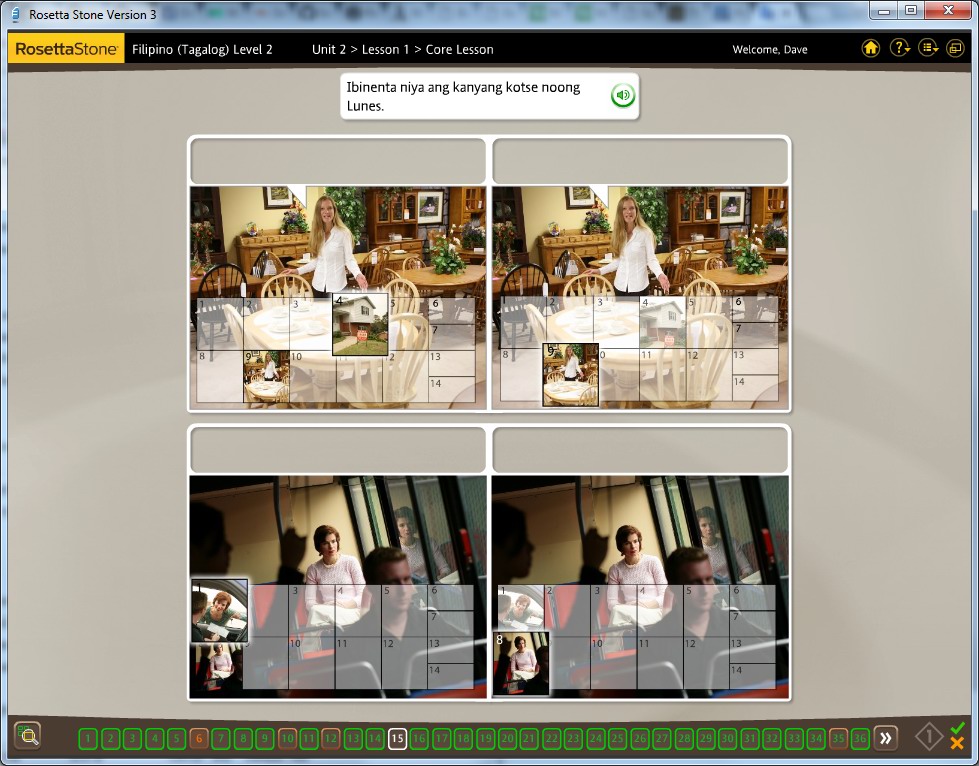 Rosetta Stone Version 3
RosettaStone
Filipino (Tagalog) Level 2
Unit 2 > Lesson 1 > Core Lesson
Welcome, Dave
Ibinenta niya ang kanyang kotse noong
Lunes.
2 3 4 5 6
7
8 9 10 12 13
14
1 2 3 4 5 6
7
8 9 0 11 12 13
14
1 3 4 5 6
7
10 11 12 13
14
1 2 3 4 5 6
7
8 10 11 12 13
14
1 2 3 4 5 6 7 8 9 10 11 12 13 14 15 16 17 18 19 20 21 22 23 24 25 26 27 28 29 30 31 32 33 34 35 36
1